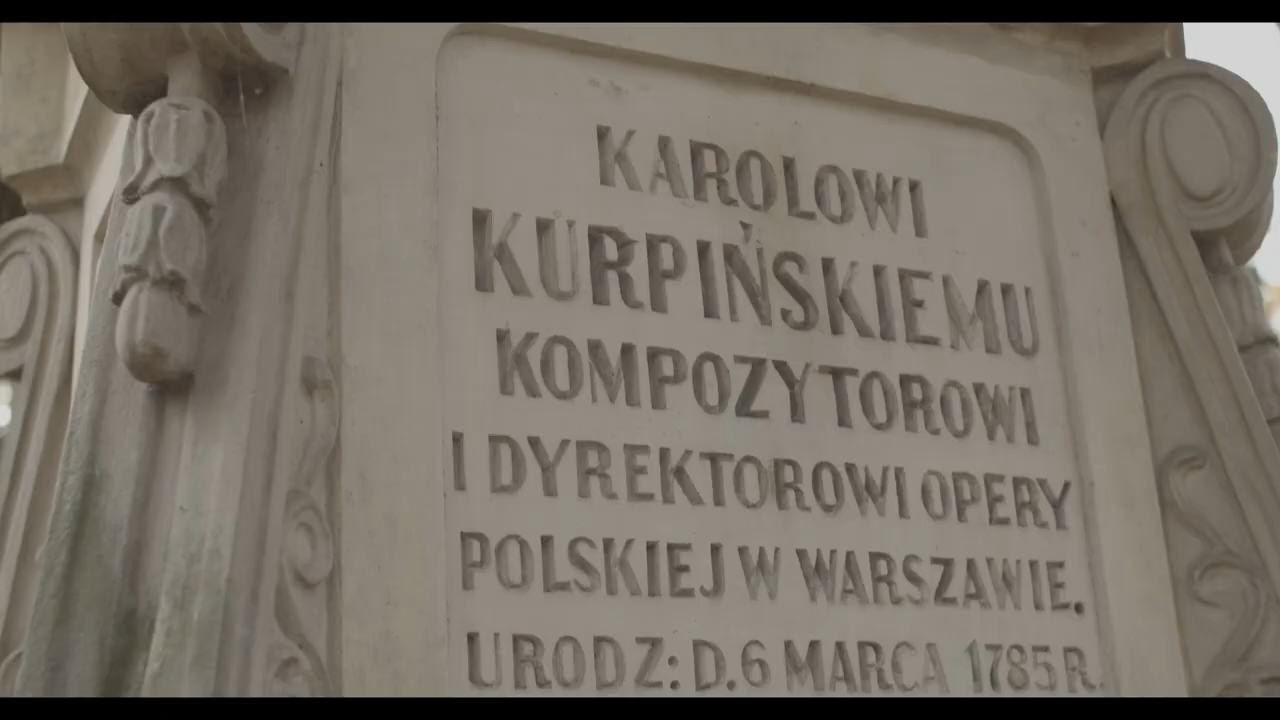 KAROLOWI
KURPIŃSKIEMU
KOMPOZYTOROWI
I DYREKTOROWI OPERY
POLSKIEJ W WARSZAWIE.
URODZ: D.6 MARCA 1785 R.